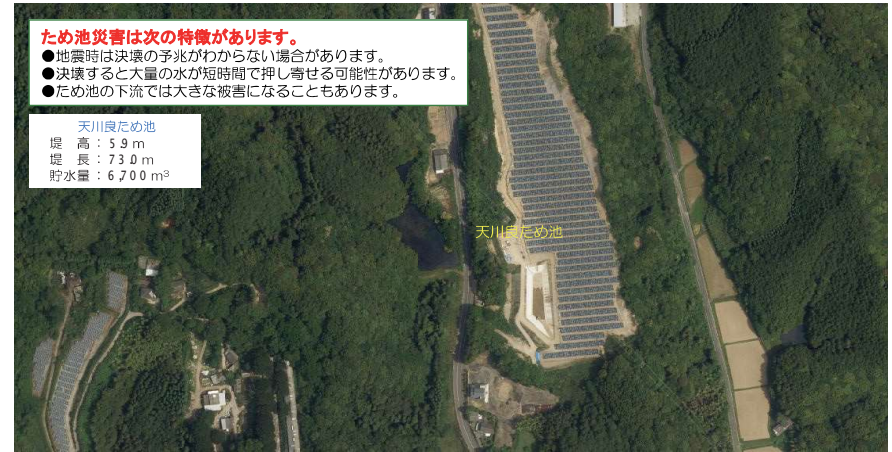 ため池災害は次の特徴があります。
●地震時は決壊の予兆がわからない場合があります。
●決壊すると大量の水が短時間で押し寄せる可能性があります。
●ため池の下流では大きな被害になることもあります。
天川良ため池
堤　高：5.9ｍ
堤　長：73.0ｍ
貯水量：6,700ｍ³
天川良ため池